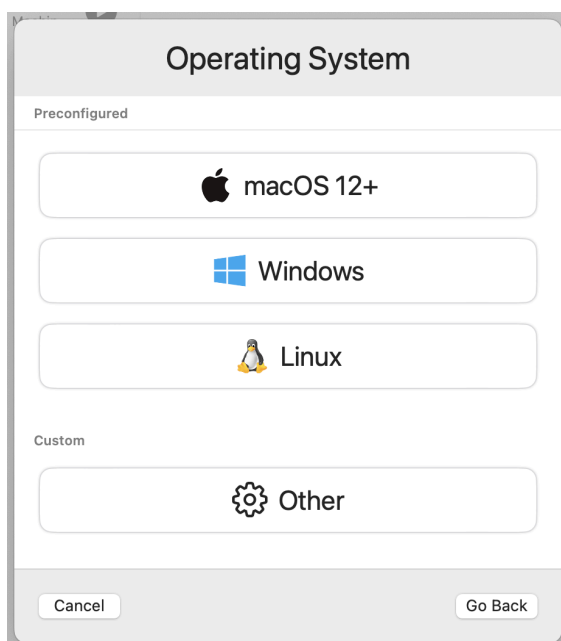 Operating System
Preconfigured
macOS 12+
Windows
Linux
Custom
Other
Cancel
Go Back